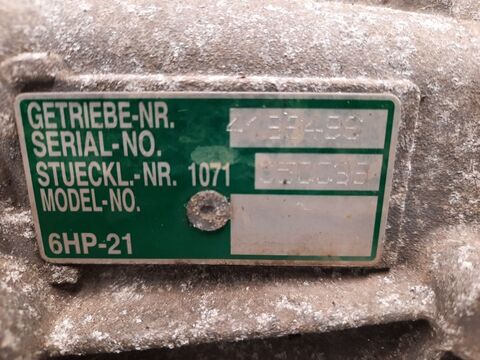 GETRIEBE-NR.
SERIAL-NO.
STUECKL.-NR. 1071
MODEL-NO.
6HP-21